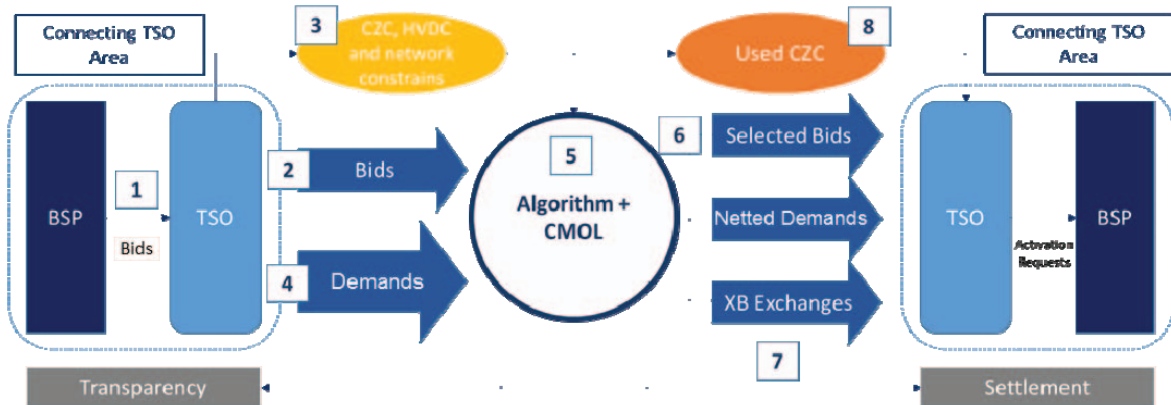 Connecting TSO
Area
3
CZC, HVDC
and network
constrains
Used CZC
8
Connecting TSO
Area
BSP
1
Bids
TSO
2
Bids
4
Demands
5
Algorithm +
CMOL
6
Selected Bids
Netted Demands
XB Exchanges
7
TSO
Activation
Requests
BSP
Transparency
Settlement